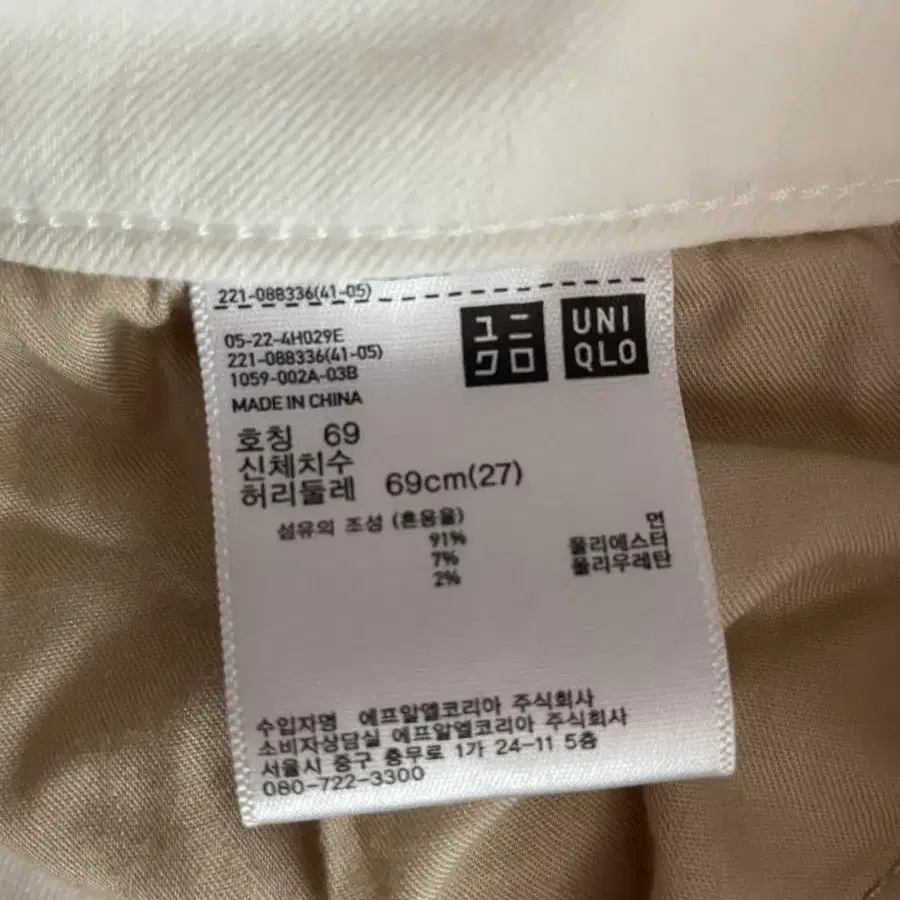 221-088336(41-05)
05-22-4H029E
221-088336(41-05)
1059-002A-03B
MADE IN CHINA
ユニ
クロ
UNI
QLO
호칭 69
신체치수
허리둘레 69cm(27)
섬유의 조성 (혼용율)
91% 면
7% 폴리에스터
2% 폴리우레탄
수입자명 에프알엘코리아 주식회사
소비자상담실 에프알엘코리아 주식회사
서울시 중구 충무로 1가 24-11 5층
080-722-3300